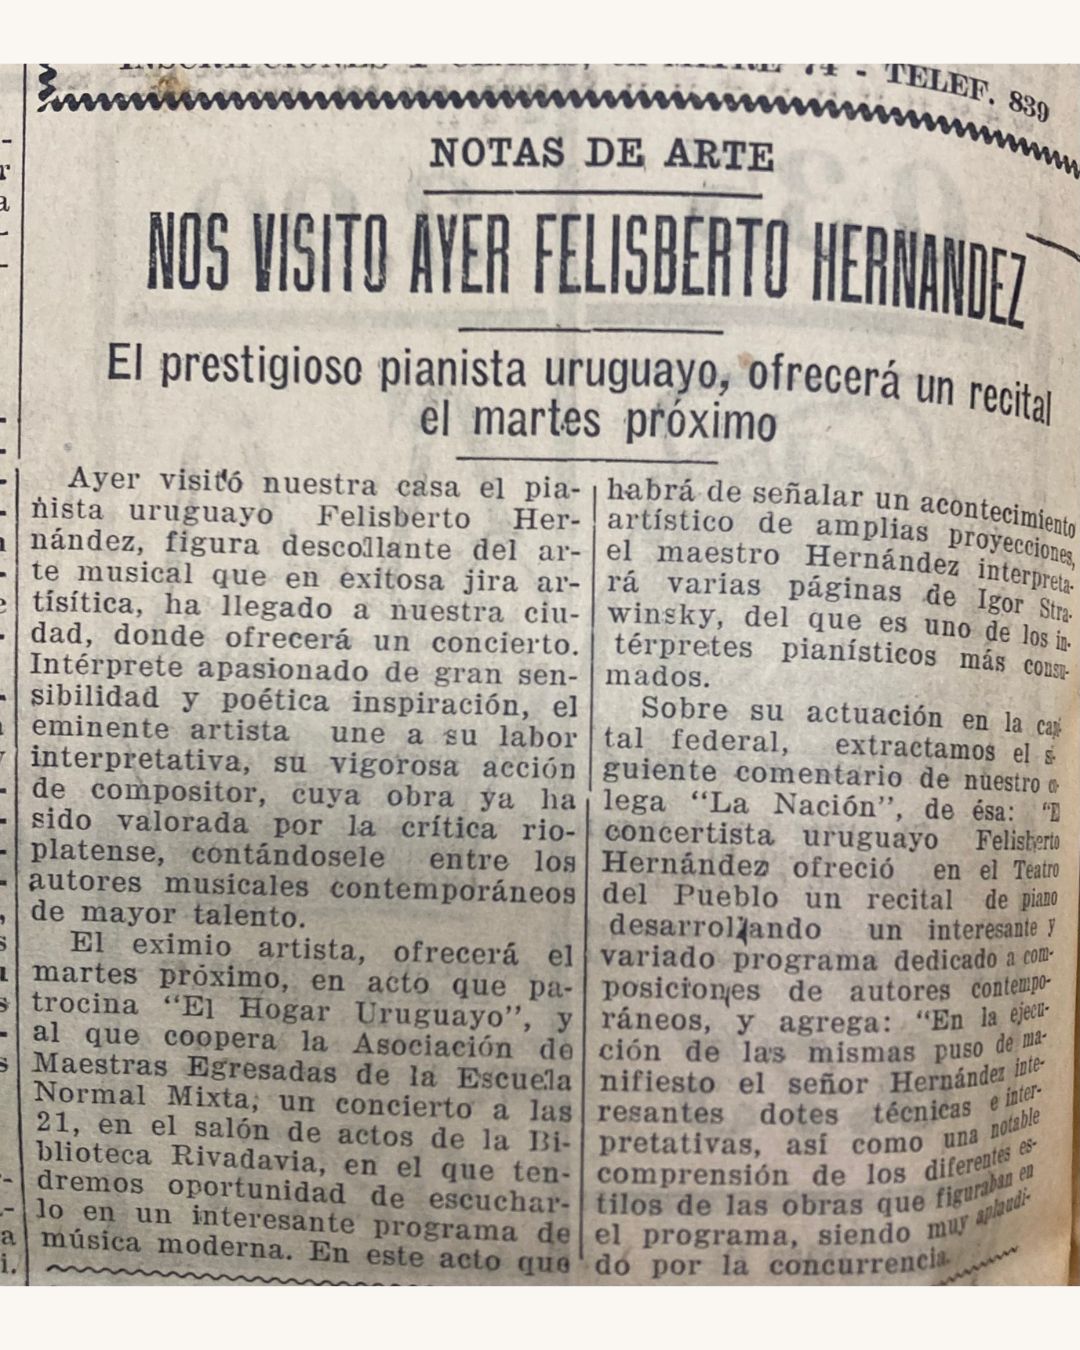 MITRE 74 - TELEF. 839
NOTAS DE ARTE
NOS VISITO AYER FELISBERTO HERNANDEZ
El prestigioso pianista uruguayo, ofrecerá un recital
el martes próximo
Ayer visitó nuestra casa el pia-
nista uruguayo Felisberto Her-
nández, figura descollante del ar-
te musical que en exitosa jira ar-
tísitica, ha llegado a nuestra ciu-
dad, donde ofrecerá un concierto.
Intérprete apasionado de gran sen-
sibilidad y poética inspiración, el
eminente artista une a su labor
interpretativa, su vigorosa acción
de compositor, cuya obra ya ha
sido valorada por la crítica rio-
platense, contándosele entre los
autores musicales contemporáneos
de mayor talento.
El eximio artista, ofrecerá el
martes próximo, en acto que pa-
trocina "El Hogar Uruguayo", y
al que coopera la Asociación de
Maestras Egresadas de la Escuela
Normal Mixta, un concierto a las
21, en el salón de actos de la Bi-
blioteca Rivadavia, en el que ten-
dremos oportunidad de escuchar-
lo en un interesante programa de
música moderna. En este acto que
habrá de señalar un acontecimiento
artístico de amplias proyecciones,
el maestro Hernández interpreta-
rá varias páginas de Igor Stra-
winsky, del que es uno de los in-
térpretes pianísticos más consu-
mados.
Sobre su actuación en la capi
tal federal, extractamos el si-
guiente comentario de nuestro co-
lega "La Nación", de ésa: "E
concertista uruguayo Felisberto
Hernández ofreció en el Teatro
del Pueblo un recital de piano
desarrollando un interesante y
variado programa dedicado a com-
posiciones de autores contempo-
ráneos, y agrega: "En la ejecu-
ción de las mismas puso de ma-
nifiesto el señor Hernández inte-
resantes dotes técnicas e inter-
pretativas, así como una notable
comprensión de los diferentes es-
tilos de las obras que figuraban en
el programa, siendo muy aplaudi-
do por la concurrencia.